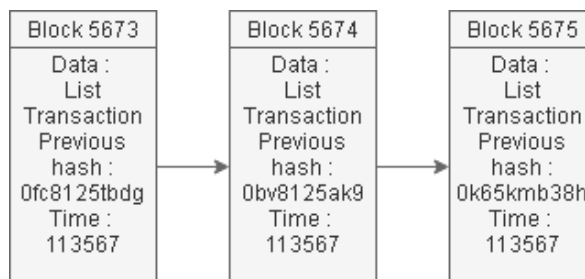 Block 5673
Data :
List
Transaction
Previous
hash :
0fc8125tbdg
Time :
113567
Block 5674
Data :
List
Transaction
Previous
hash :
0bv8125ak9
Time :
113567
Block 5675
Data :
List
Transaction
Previous
hash :
0k65kmb38h
Time :
113567